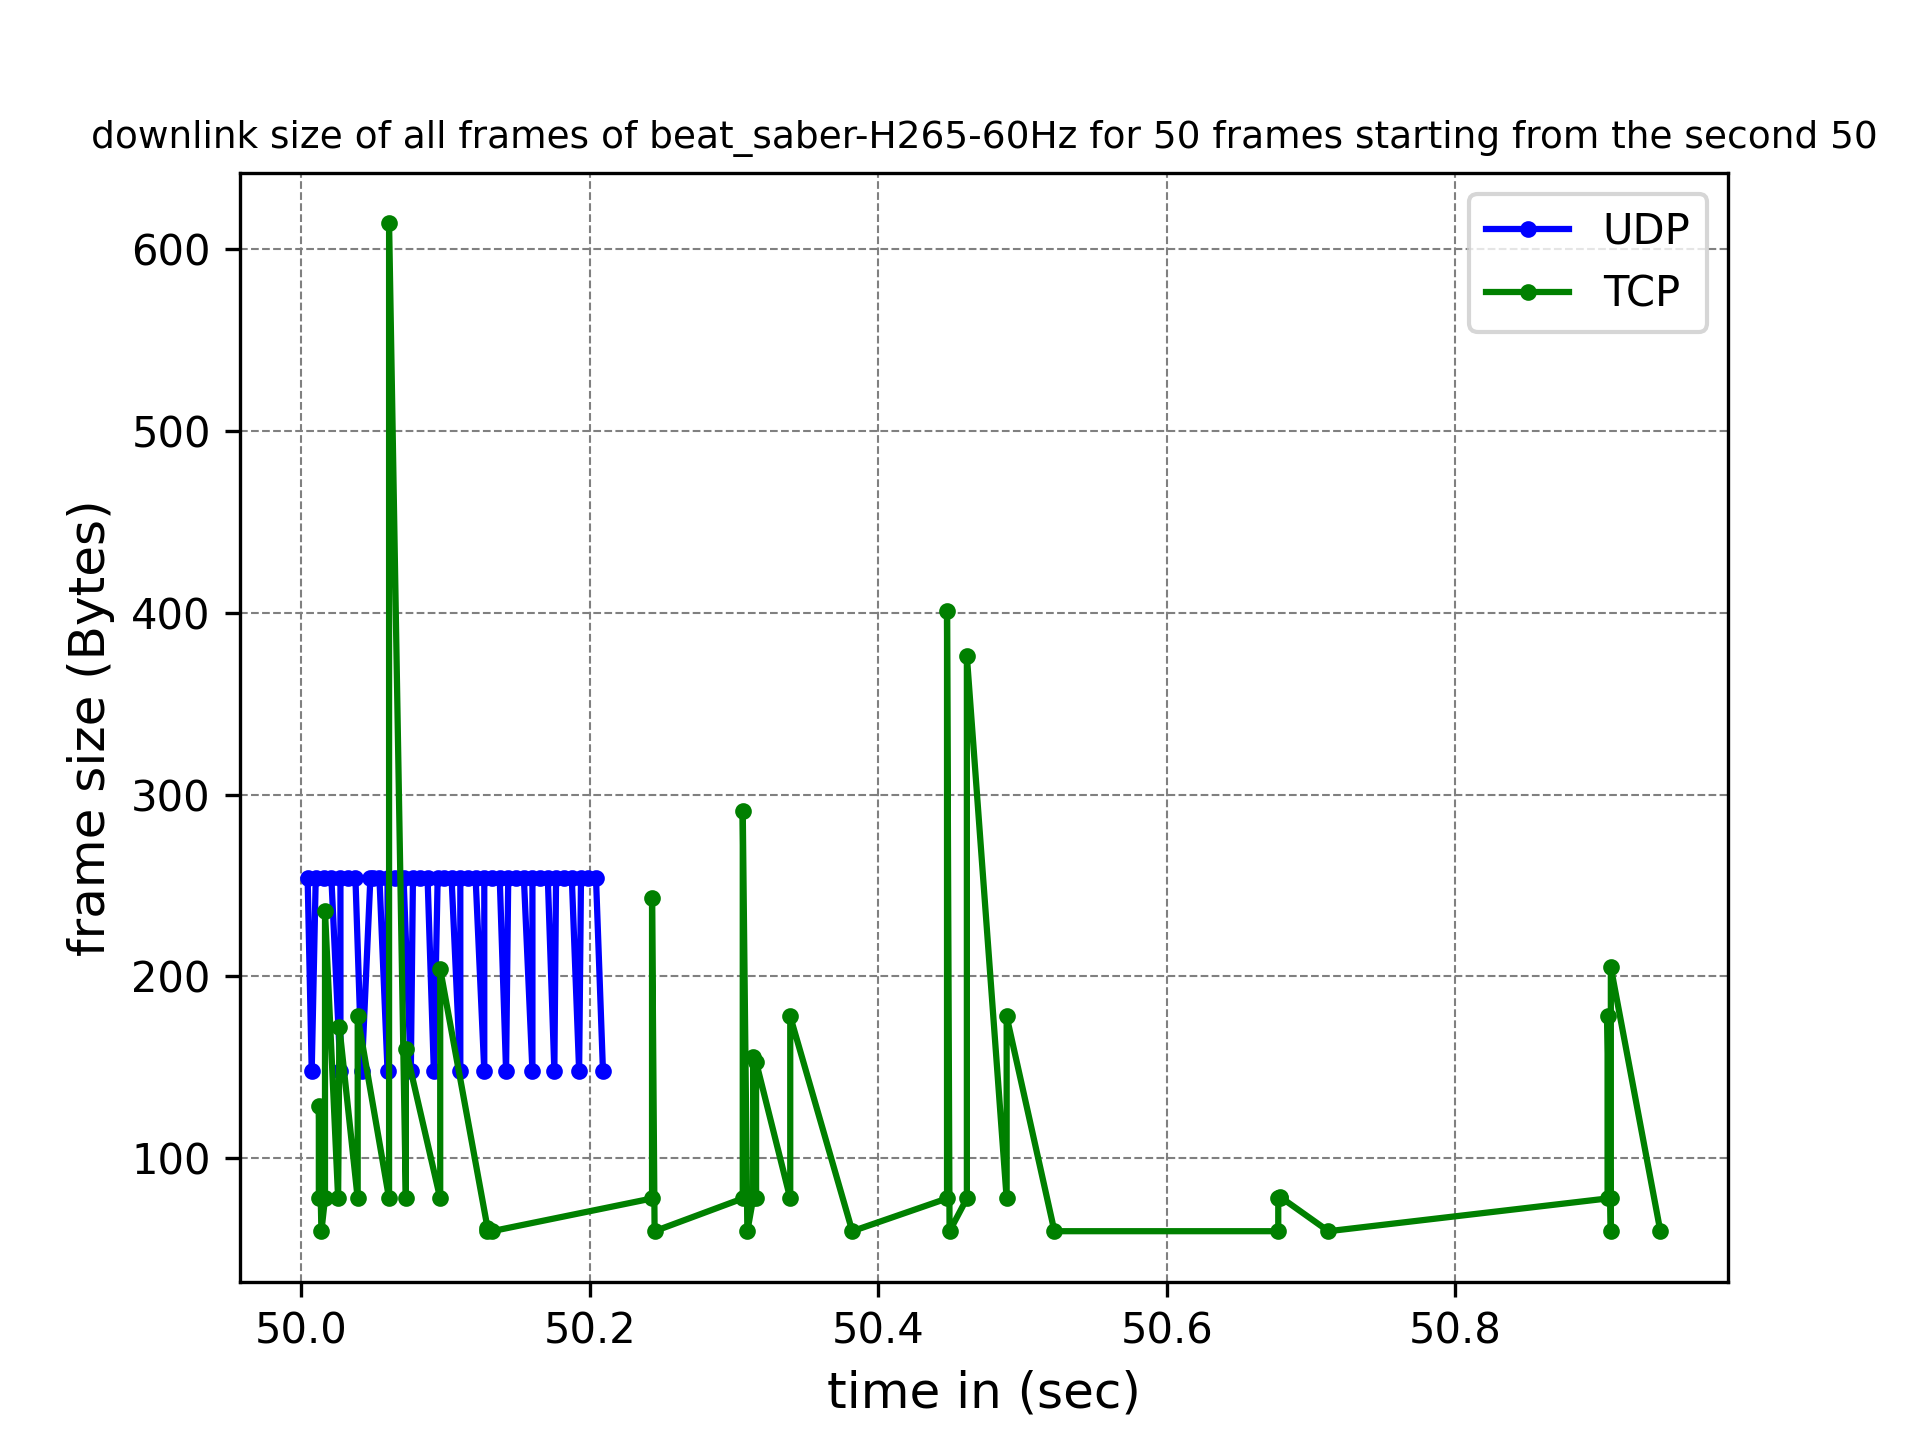 downlink size of all frames of beat_saber-H265-60Hz for 50 frames starting from the second 50
UDP
TCP
frame size (Bytes)
600
500
400
300
200
100
50.0 50.2 50.4 50.6 50.8
time in (sec)